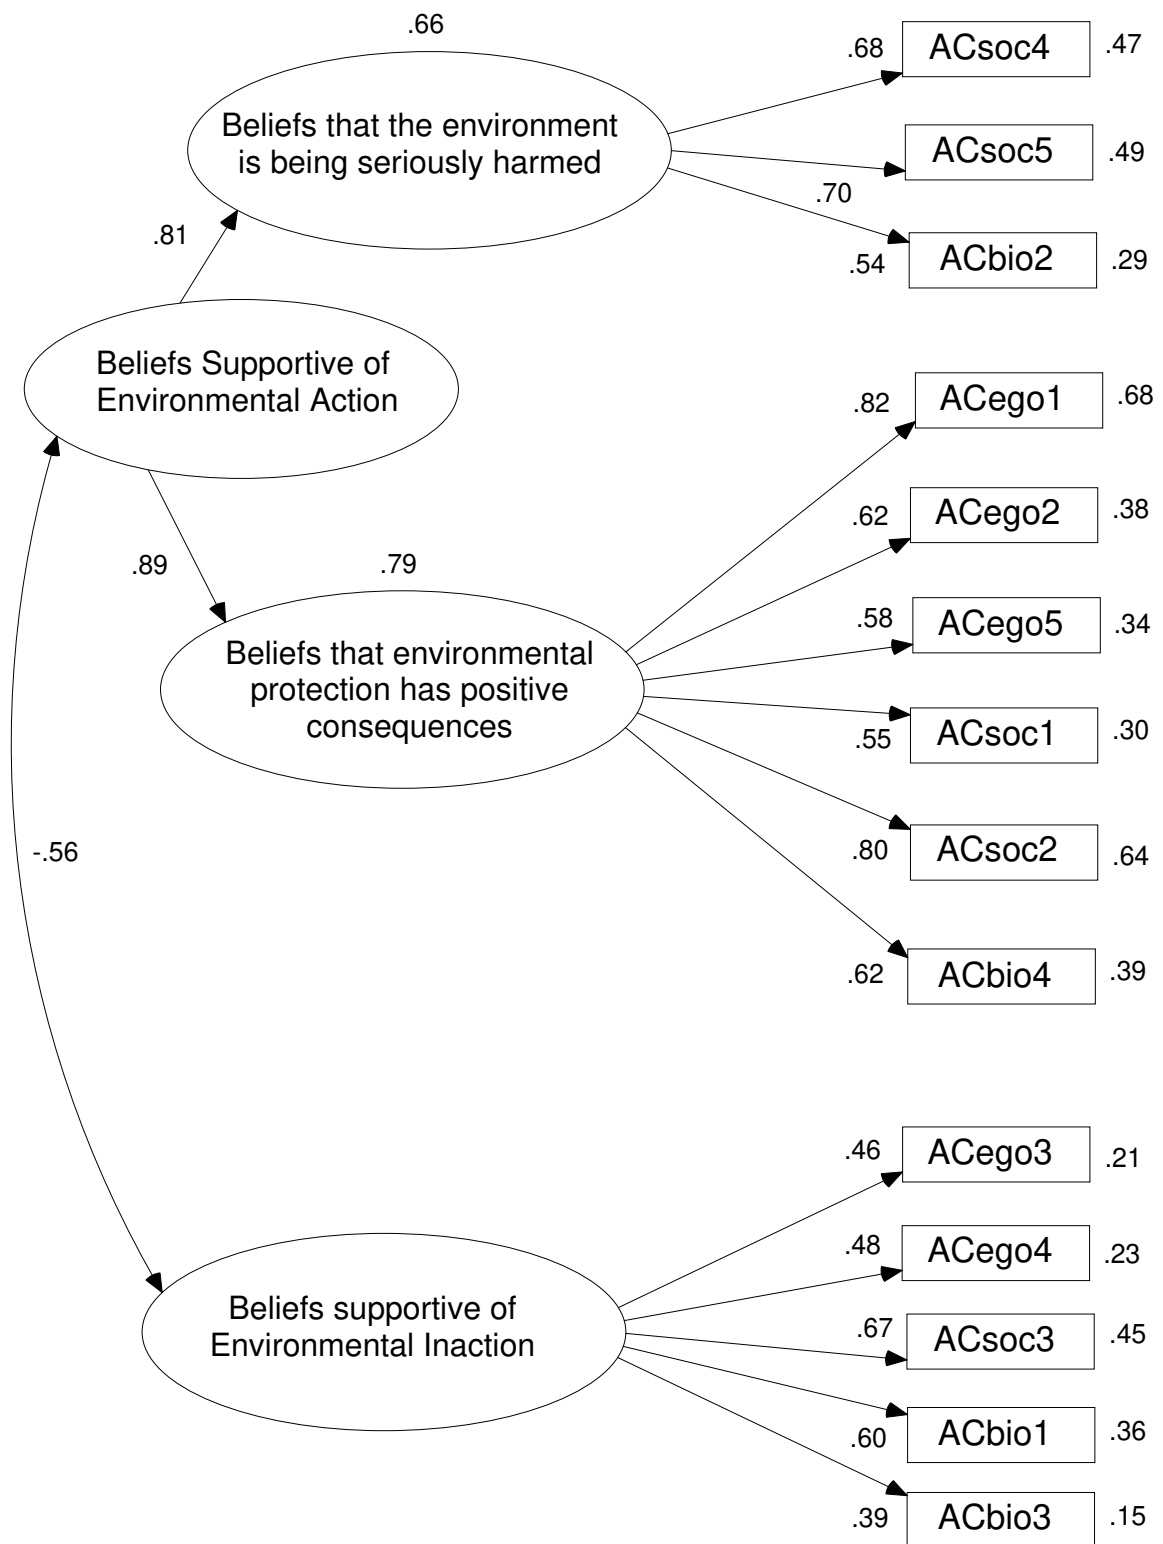 .66
.68
ACsoc4
.47
Beliefs that the environment
is being seriously harmed
ACsoc5
.49
.70
.81
.54
ACbio2
.29
Beliefs Supportive of
Environmental Action
.82
ACego1
.68
.62
ACego2
.38
.89
.79
.58
ACego5
.34
Beliefs that environmental
protection has positive
consequences
.55
ACsoc1
.30
-.56
.80
ACsoc2
.64
.62
ACbio4
.39
.46
ACego3
.21
.48
ACego4
.23
Beliefs supportive of
Environmental Inaction
.67
ACsoc3
.45
.60
ACbio1
.36
.39
ACbio3
.15